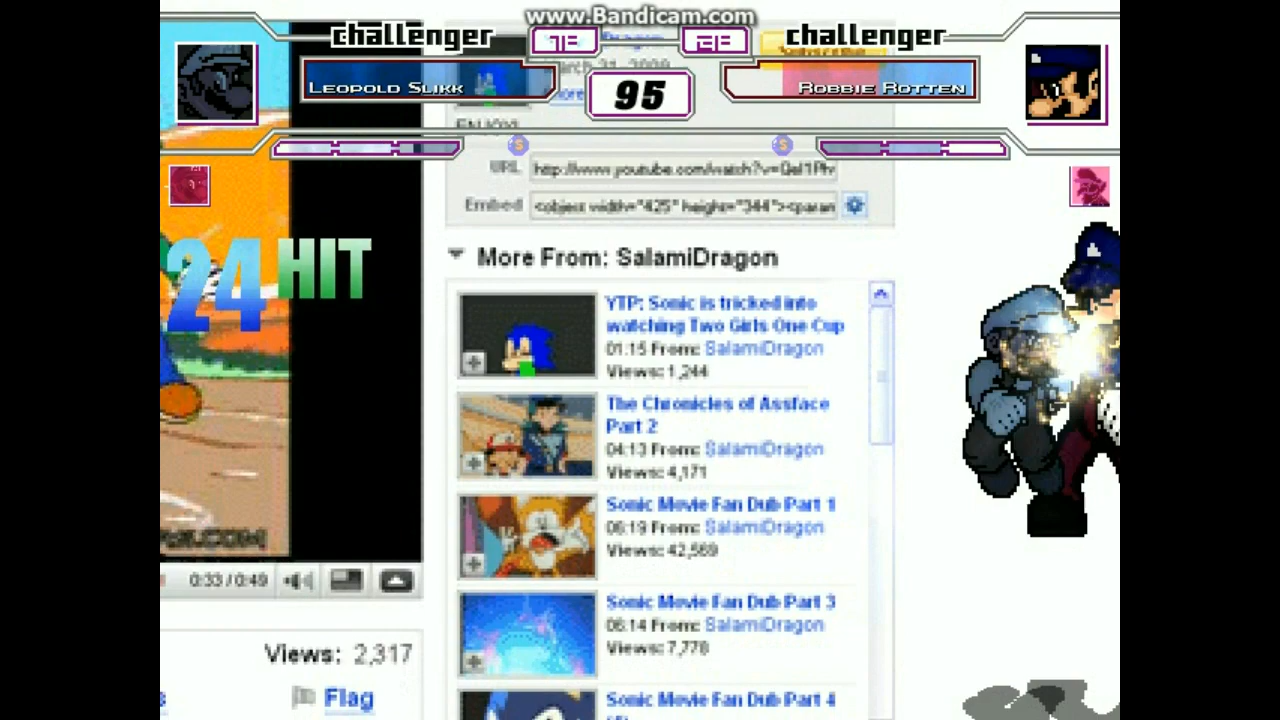 www.Bandicam.com
challenger
challenger
Leopold Slikk
95
Robbie Rotten
URL http://www.youtube.com/watch?v=Qel1Phr
Embed <object width="425" height="344"><param
24 HIT
More From: SalamiDragon
YTP: Sonic is tricked into
watching Two Girls One Cup
01:15 From: SalamiDragon
Views: 1,244
The Chronicles of Assface
Part 2
04:13 From: SalamiDragon
Views: 4,171
Sonic Movie Fan Dub Part 1
06:19 From: SalamiDragon
Views: 42,569
0:33 / 0:49
Sonic Movie Fan Dub Part 3
06:14 From: SalamiDragon
Views: 7,778
Views: 2,317
Flag
Sonic Movie Fan Dub Part 4